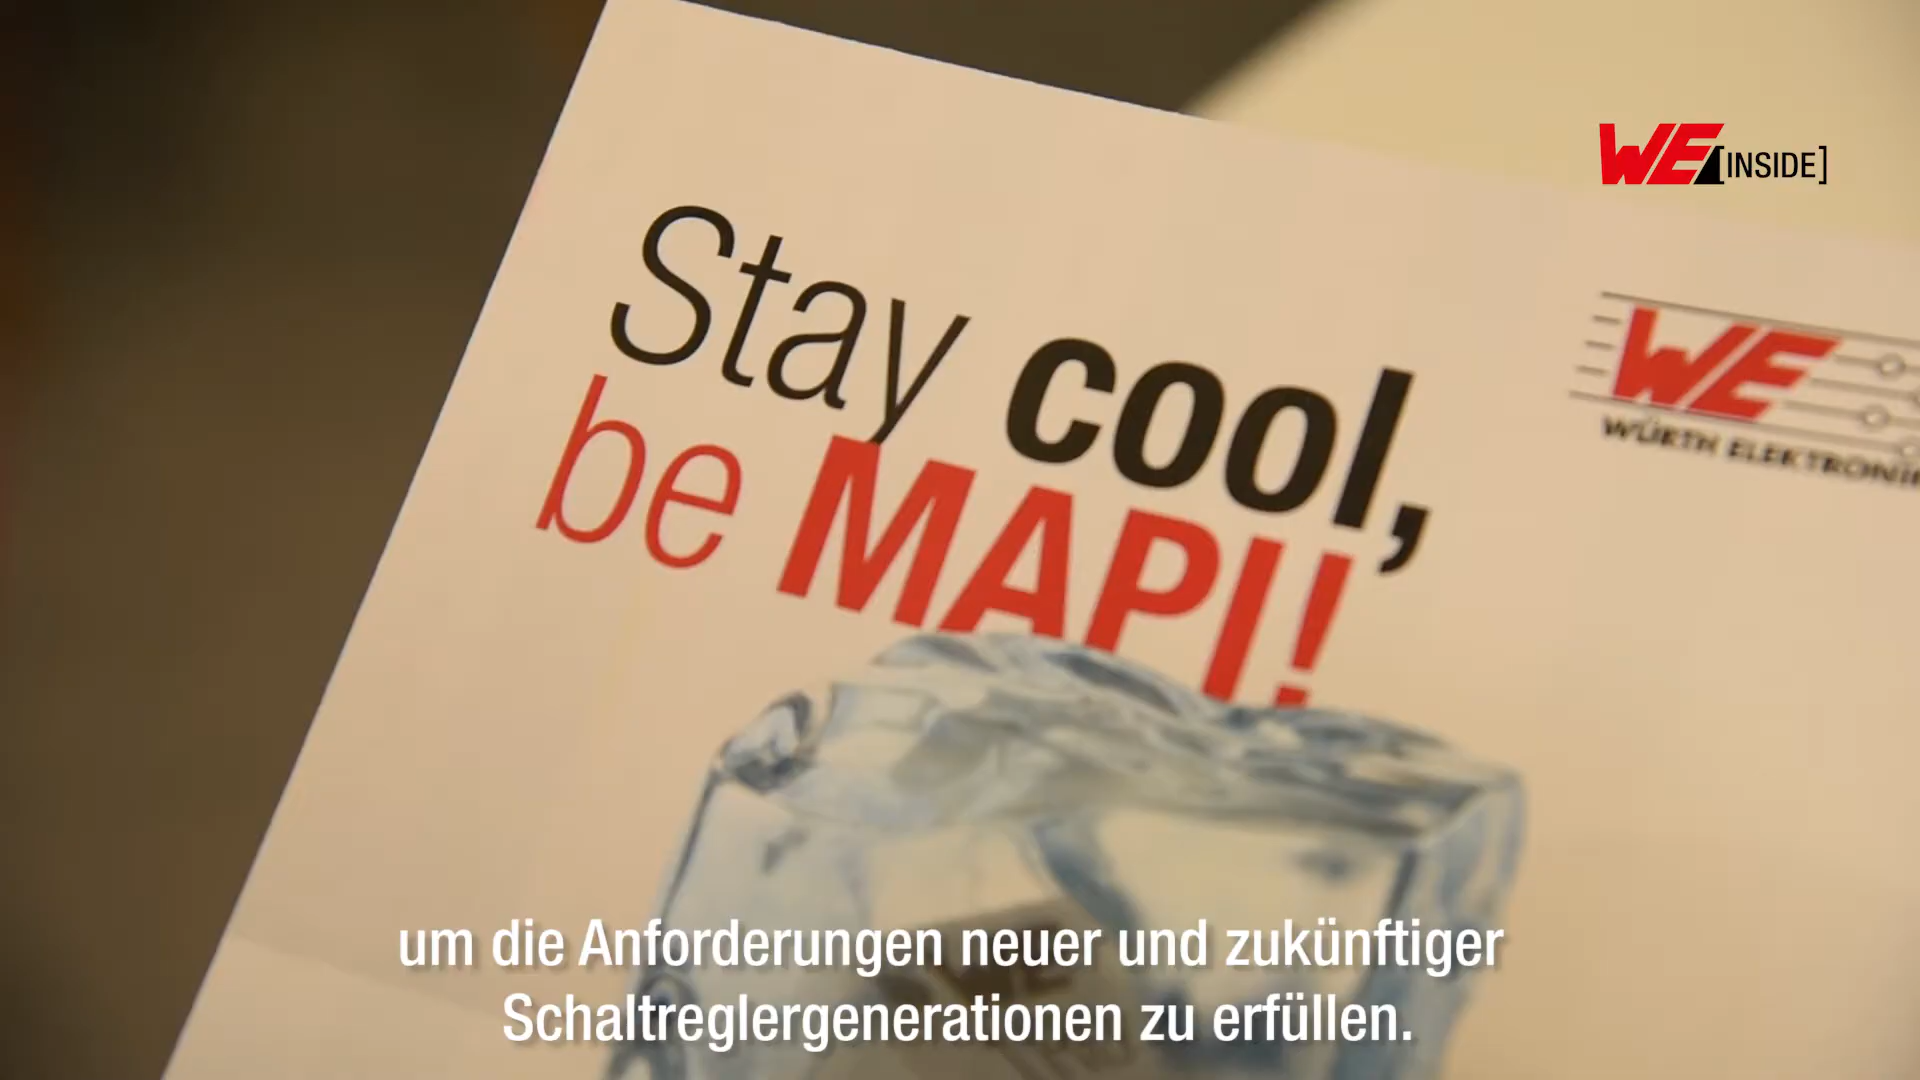 WE [INSIDE]
Stay cool,
be MAPI!
WE
WÜRTH ELEKTRONIK
um die Anforderungen neuer und zukünftiger
Schaltreglergenerationen zu erfüllen.